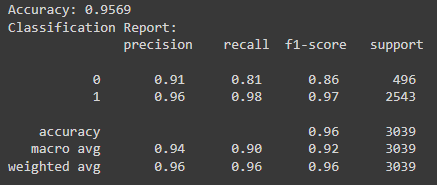 Accuracy: 0.9569
Classification Report:
precision recall f1-score support
0 0.91 0.81 0.86 496
1 0.96 0.98 0.97 2543
accuracy 0.96 3039
macro avg 0.94 0.90 0.92 3039
weighted avg 0.96 0.96 0.96 3039